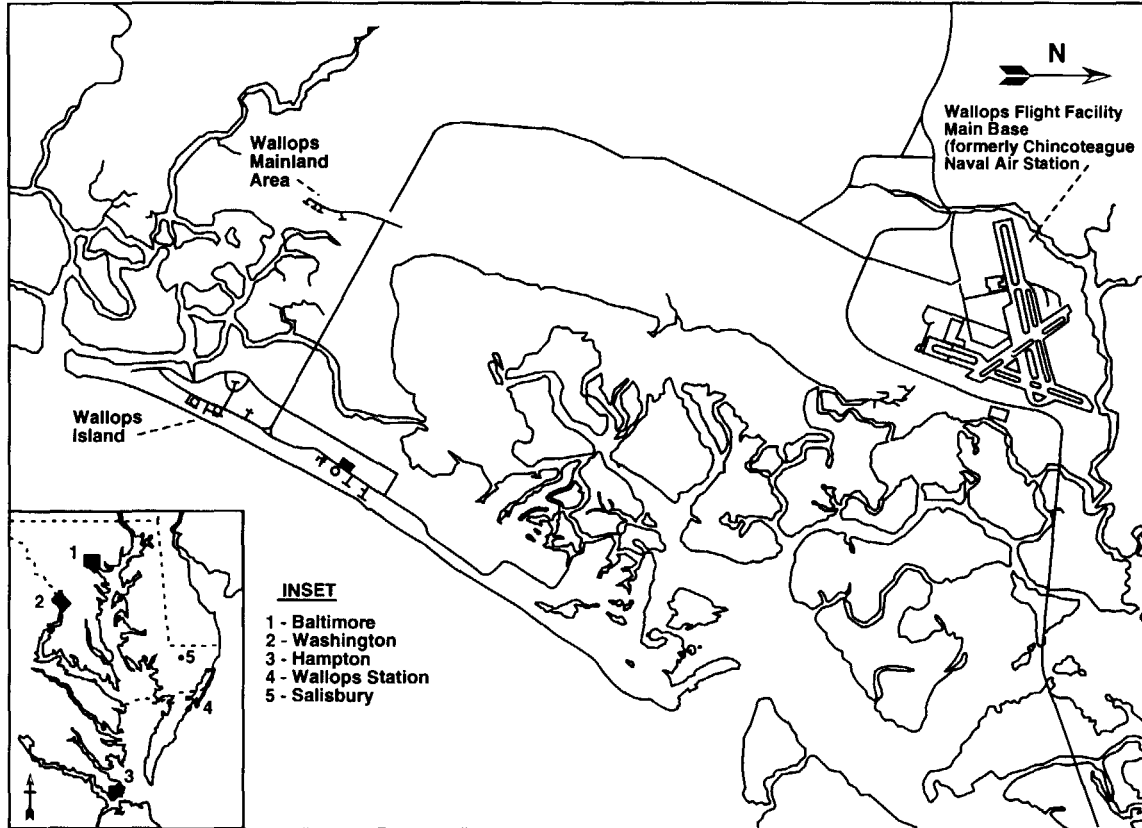 N
Wallops Flight Facility
Main Base
(formerly Chincoteague
Naval Air Station
Wallops
Mainland
Area
Wallops
Island
1
2
3
4
5
INSET
1 - Baltimore
2 - Washington
3 - Hampton
4 - Wallops Station
5 - Salisbury